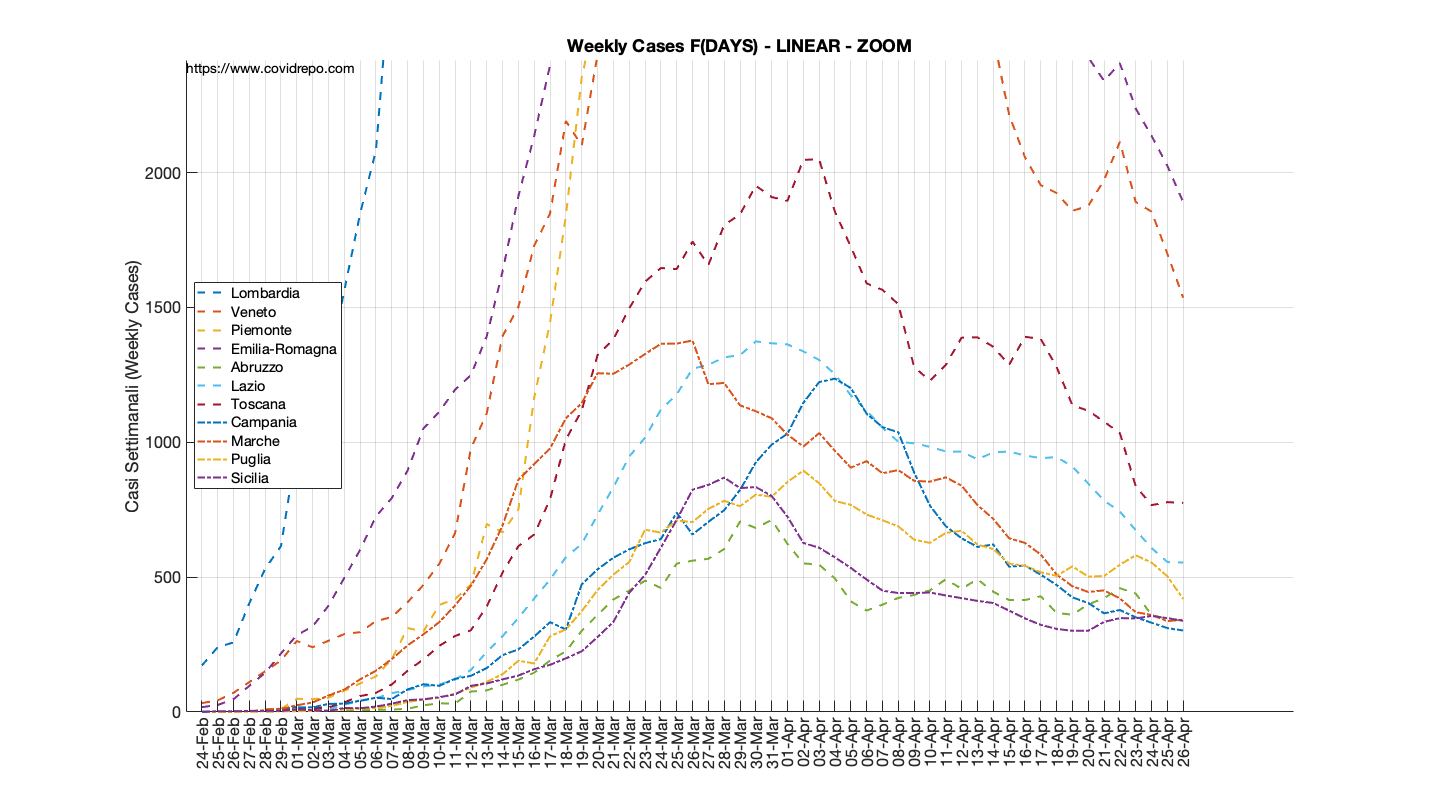 Weekly Cases F(DAYS) - LINEAR - ZOOM
https://www.covidrepo.com
Casi Settimanali (Weekly Cases)
2000
1500
1000
500
0
Lombardia
Veneto
Piemonte
Emilia-Romagna
Abruzzo
Lazio
Toscana
Campania
Marche
Puglia
Sicilia
24-Feb
25-Feb
26-Feb
27-Feb
28-Feb
29-Feb
01-Mar
02-Mar
03-Mar
04-Mar
05-Mar
06-Mar
07-Mar
08-Mar
09-Mar
10-Mar
11-Mar
12-Mar
13-Mar
14-Mar
15-Mar
16-Mar
17-Mar
18-Mar
19-Mar
20-Mar
21-Mar
22-Mar
23-Mar
24-Mar
25-Mar
26-Mar
27-Mar
28-Mar
29-Mar
30-Mar
31-Mar
01-Apr
02-Apr
03-Apr
04-Apr
05-Apr
06-Apr
07-Apr
08-Apr
09-Apr
10-Apr
11-Apr
12-Apr
13-Apr
14-Apr
15-Apr
16-Apr
17-Apr
18-Apr
19-Apr
20-Apr
21-Apr
22-Apr
23-Apr
24-Apr
25-Apr
26-Apr